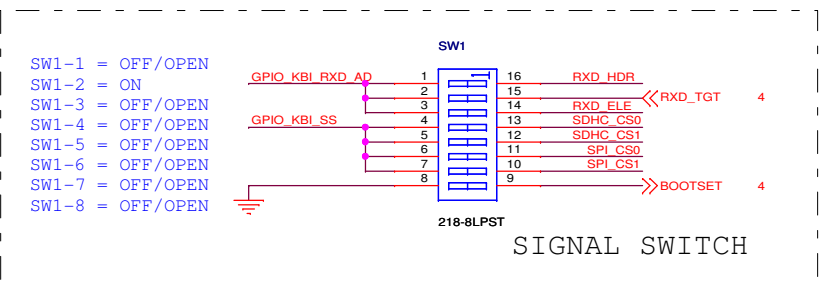 SW1
SW1-1 = OFF/OPEN
SW1-2 = ON
SW1-3 = OFF/OPEN
SW1-4 = OFF/OPEN
SW1-5 = OFF/OPEN
SW1-6 = OFF/OPEN
SW1-7 = OFF/OPEN
SW1-8 = OFF/OPEN
GPIO_KBI_RXD_AD 1 16 RXD_HDR
2 15 RXD_TGT 4
3 14 RXD_ELE
GPIO_KBI_SS 4 13 SDHC_CS0
5 12 SDHC_CS1
6 11 SPI_CS0
7 10 SPI_CS1
8 9 BOOTSET 4
218-8LPST
SIGNAL SWITCH